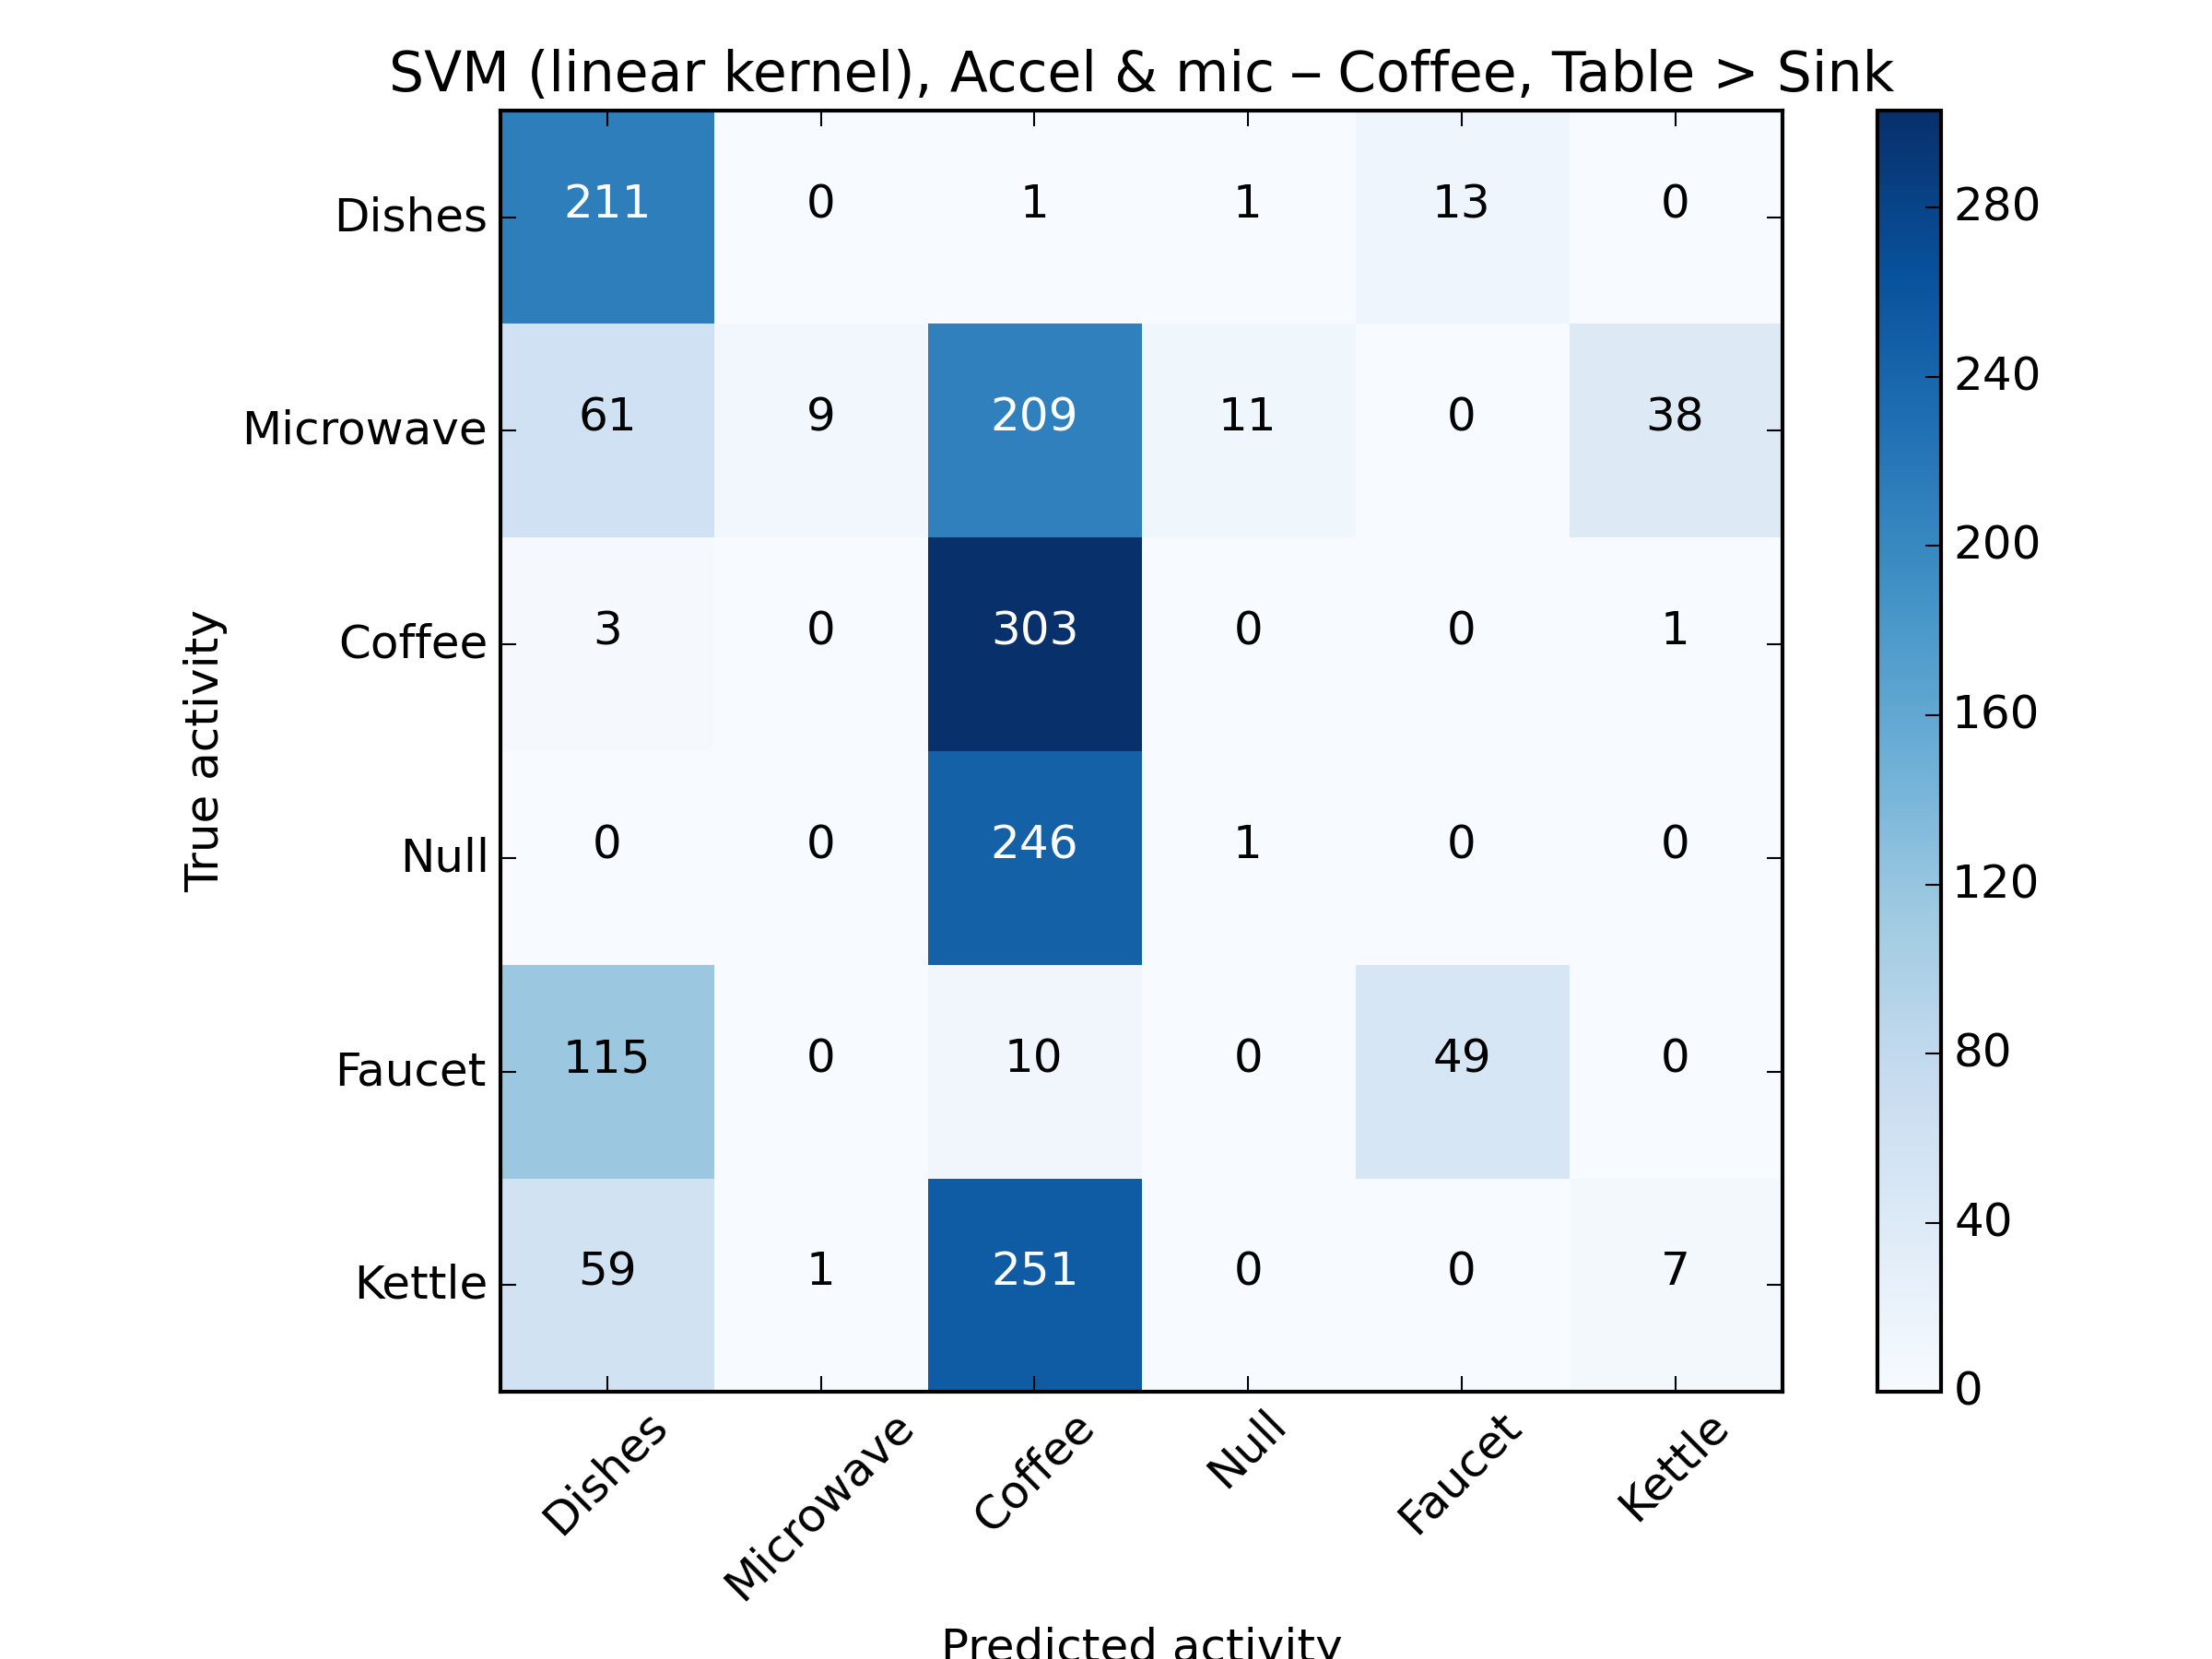 SVM (linear kernel), Accel & mic – Coffee, Table > Sink
Dishes 211 0 1 1 13 0
Microwave 61 9 209 11 0 38
Coffee 3 0 303 0 0 1
Null 0 0 246 1 0 0
Faucet 115 0 10 0 49 0
Kettle 59 1 251 0 0 7
True activity
Dishes Microwave Coffee Null Faucet Kettle
Predicted activity
280
240
200
160
120
80
40
0